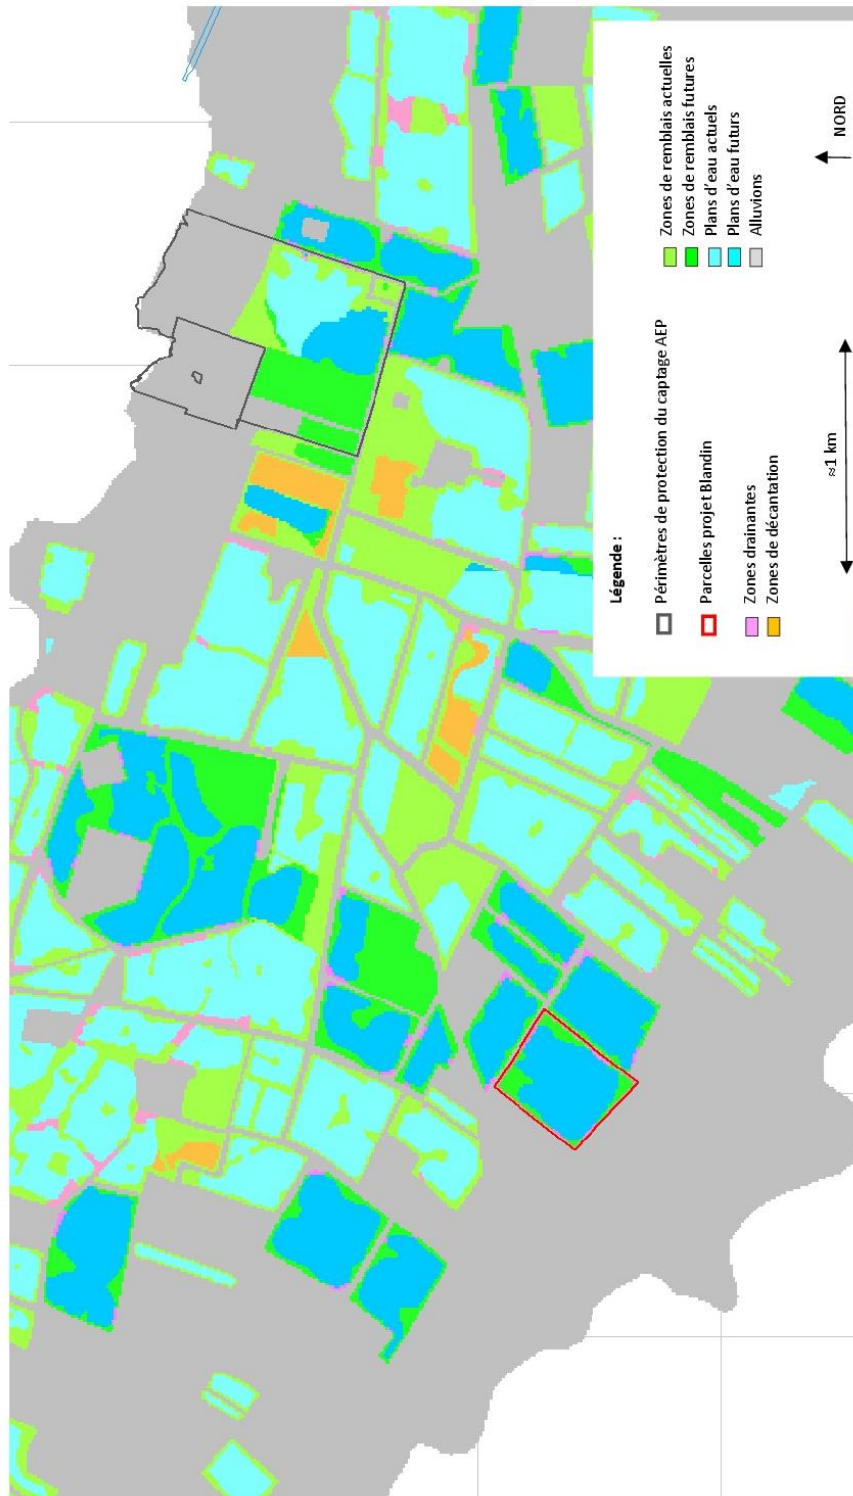 Légende :
Périmètres de protection du captage AEP
Parcelles projet Blandin
Zones drainantes
Zones de décantation
Zones de remblais actuelles
Zones de remblais futures
Plans d'eau actuels
Plans d'eau futurs
Alluvions
≈1 km
NORD